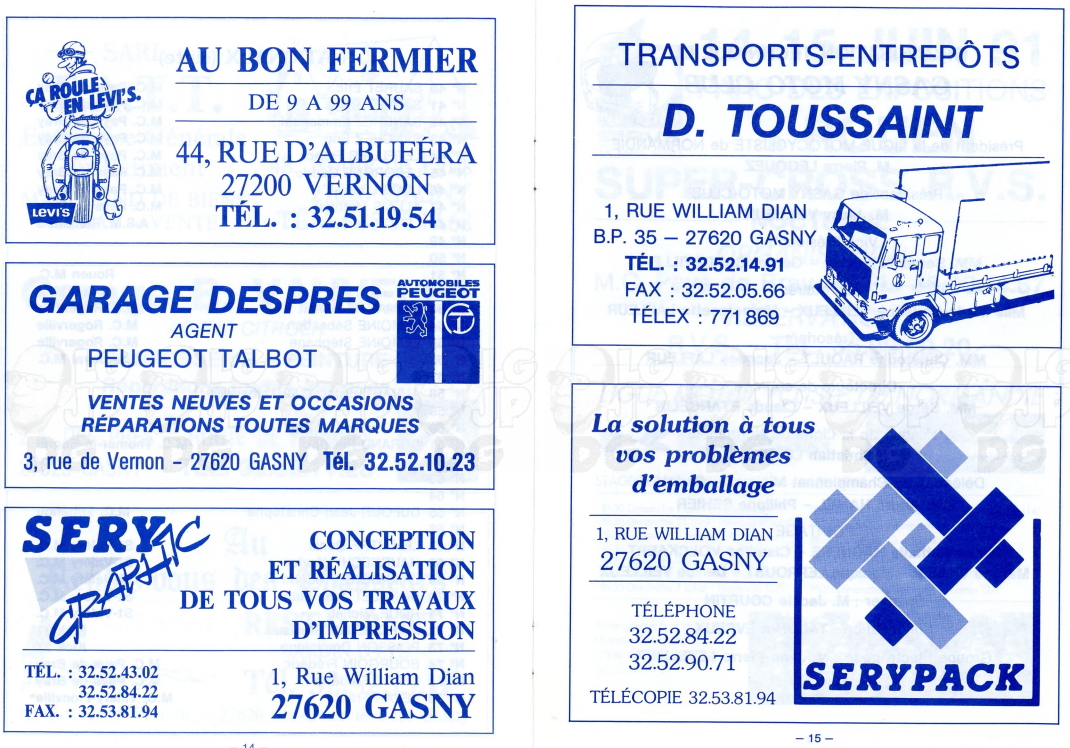 ÇA ROULE
EN LEVI'S.
LEVI'S
AU BON FERMIER
DE 9 A 99 ANS
44, RUE D'ALBUFÉRA
27200 VERNON
TÉL. : 32.51.19.54
GARAGE DESPRES
AGENT
PEUGEOT TALBOT
AUTOMOBILES
PEUGEOT
VENTES NEUVES ET OCCASIONS
RÉPARATIONS TOUTES MARQUES
3, rue de Vernon – 27620 GASNY Tél. 32.52.10.23
SERY
GRAPHIC
CONCEPTION
ET RÉALISATION
DE TOUS VOS TRAVAUX
D'IMPRESSION
TÉL. : 32.52.43.02
32.52.84.22
FAX. : 32.53.81.94
1, Rue William Dian
27620 GASNY
– 14 –
TRANSPORTS-ENTREPÔTS
D. TOUSSAINT
1, RUE WILLIAM DIAN
B.P. 35 – 27620 GASNY
TÉL. : 32.52.14.91
FAX : 32.52.05.66
TÉLEX : 771 869
La solution à tous
vos problèmes
d'emballage
1, RUE WILLIAM DIAN
27620 GASNY
TÉLÉPHONE
32.52.84.22
32.52.90.71
TÉLÉCOPIE 32.53.81.94
SERYPACK
– 15 –